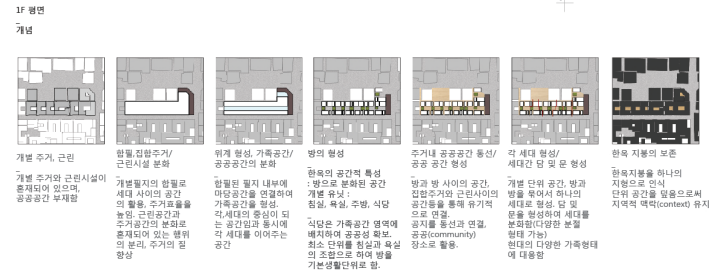 1F 평면
_
개념
개별 주거, 근린
_
개별 주거와 근린시설이
혼재되어 있으며,
공공공간 부재함
합필,집합주거/
근린시설 분화
_
개별필지의 합필로
세대 사이의 공간
의 활용, 주거효율을
높임. 근린공간과
주거공간의 분화로
혼재되어 있는 행위
의 분리, 주거의 질
향상
위계 형성, 가족공간/
공공공간의 분화
_
합필된 필지 내부에
마당공간을 연결하여
가족공간을 형성.
각,세대의 중심이 되
는 공간임과 동시에
각 세대를 이어주는
공간
방의 형성
_
한옥의 공간적 특성
: 방으로 분화된 공간
개별 유닛 :
침실, 욕실, 주방, 식당
_
식당은 가족공간 영역에
배치하여 공공성 확보.
최소 단위를 침실과 욕실
의 조합으로 하여 방을
기본생활단위로 함.
주거내 공공공간 동선/
공공 공간 형성
_
방과 방 사이의 공간,
집합주거와 근린사이의
공간등을 통해 유기적
으로 연결.
공지를 동선과 연결,
공공(community)
장소로 활용.
각 세대 형성/
세대간 담 및 문 형성
_
개별 단위 공간, 방과
방을 묶어서 하나의
세대로 형성. 담 및
문을 형성하여 세대를
분화함(다양한 분절
형태 가능)
현대의 다양한 가족형태
에 대응함
한옥 지붕의 보존
_
한옥지붕을 하나의
지형으로 인식
단위 공간을 덮음으로써
지역적 맥락(context) 유지